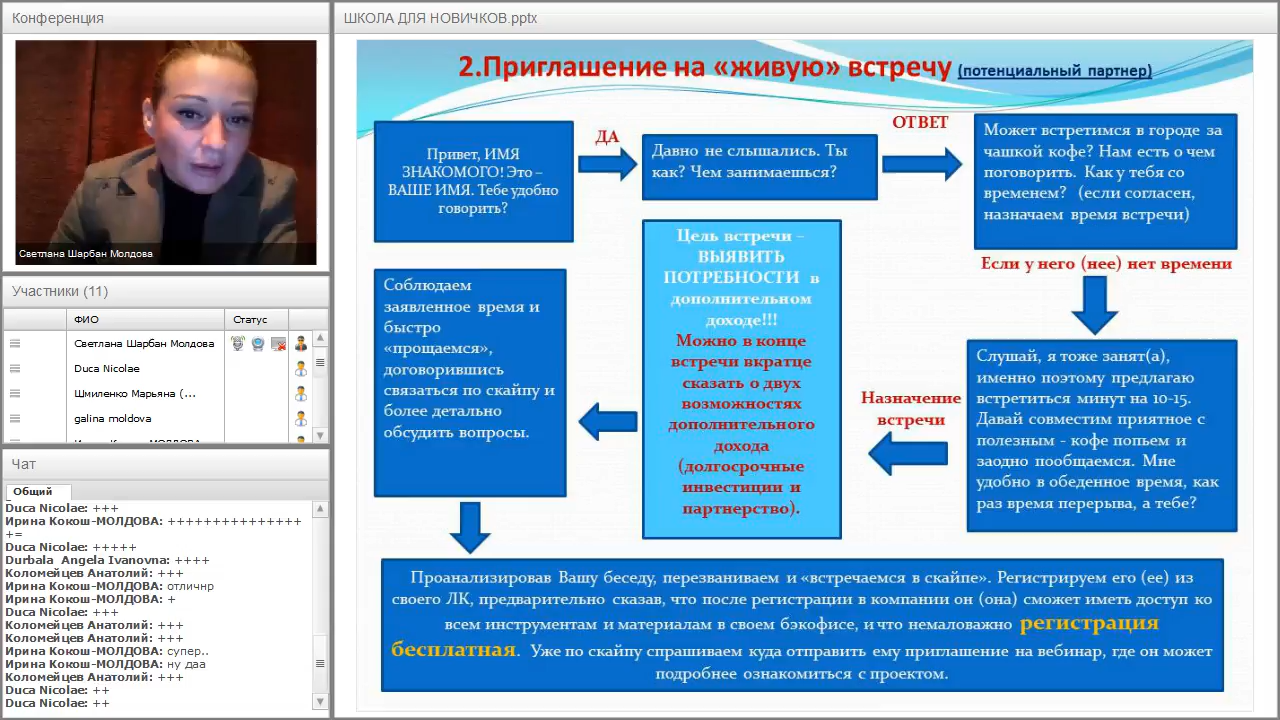 Конференция
Светлана Шарбан Молдова
Участники (11)
ФИО
Статус
Светлана Шарбан Молдова
Duca Nicolae
Шмиленко Марьяна (...
galina moldova
Чат
Общий
Duca Nicolae: +++
Ирина Кокош-МОЛДОВА: +++++++++++++++
+=
Duca Nicolae: +++++
Durbala Angela Ivanovna: ++++
Коломейцев Анатолий: +++
Ирина Кокош-МОЛДОВА: отличнр
Ирина Кокош-МОЛДОВА: +
Duca Nicolae: +++
Коломейцев Анатолий: +++
Коломейцев Анатолий: +++
Ирина Кокош-МОЛДОВА: супер..
Ирина Кокош-МОЛДОВА: ну даа
Коломейцев Анатолий: +++
Duca Nicolae: ++
Duca Nicolae: ++
ШКОЛА ДЛЯ НОВИЧКОВ.pptx
2.Приглашение на «живую» встречу (потенциальный партнер)
Привет, ИМЯ
ЗНАКОМОГО! Это –
ВАШЕ ИМЯ. Тебе удобно
говорить?
ДА
Давно не слышались. Ты
как? Чем занимаешься?
ОТВЕТ
Может встретимся в городе за
чашкой кофе? Нам есть о чем
поговорить. Как у тебя со
временем? (если согласен,
назначаем время встречи)
Если у него (нее) нет времени
Слушай, я тоже занят(а),
именно поэтому предлагаю
встретиться минут на 10-15.
Давай совместим приятное с
полезным - кофе попьем и
заодно пообщаемся. Мне
удобно в обеденное время, как
раз время перерыва, а тебе?
Назначение
встречи
Цель встречи –
ВЫЯВИТЬ
ПОТРЕБНОСТИ в
дополнительном
доходе!!!
Можно в конце
встречи вкратце
сказать о двух
возможностях
дополнительного
дохода
(долгосрочные
инвестиции и
партнерство).
Соблюдаем
заявленное время и
быстро
«прощаемся»,
договорившись
связаться по скайпу и
более детально
обсудить вопросы.
Проанализировав Вашу беседу, перезваниваем и «встречаемся в скайпе». Регистрируем его (ее) из
своего ЛК, предварительно сказав, что после регистрации в компании он (она) сможет иметь доступ ко
всем инструментам и материалам в своем бэкофисе, и что немаловажно регистрация
бесплатная. Уже по скайпу спрашиваем куда отправить ему приглашение на вебинар, где он может
подробнее ознакомиться с проектом.